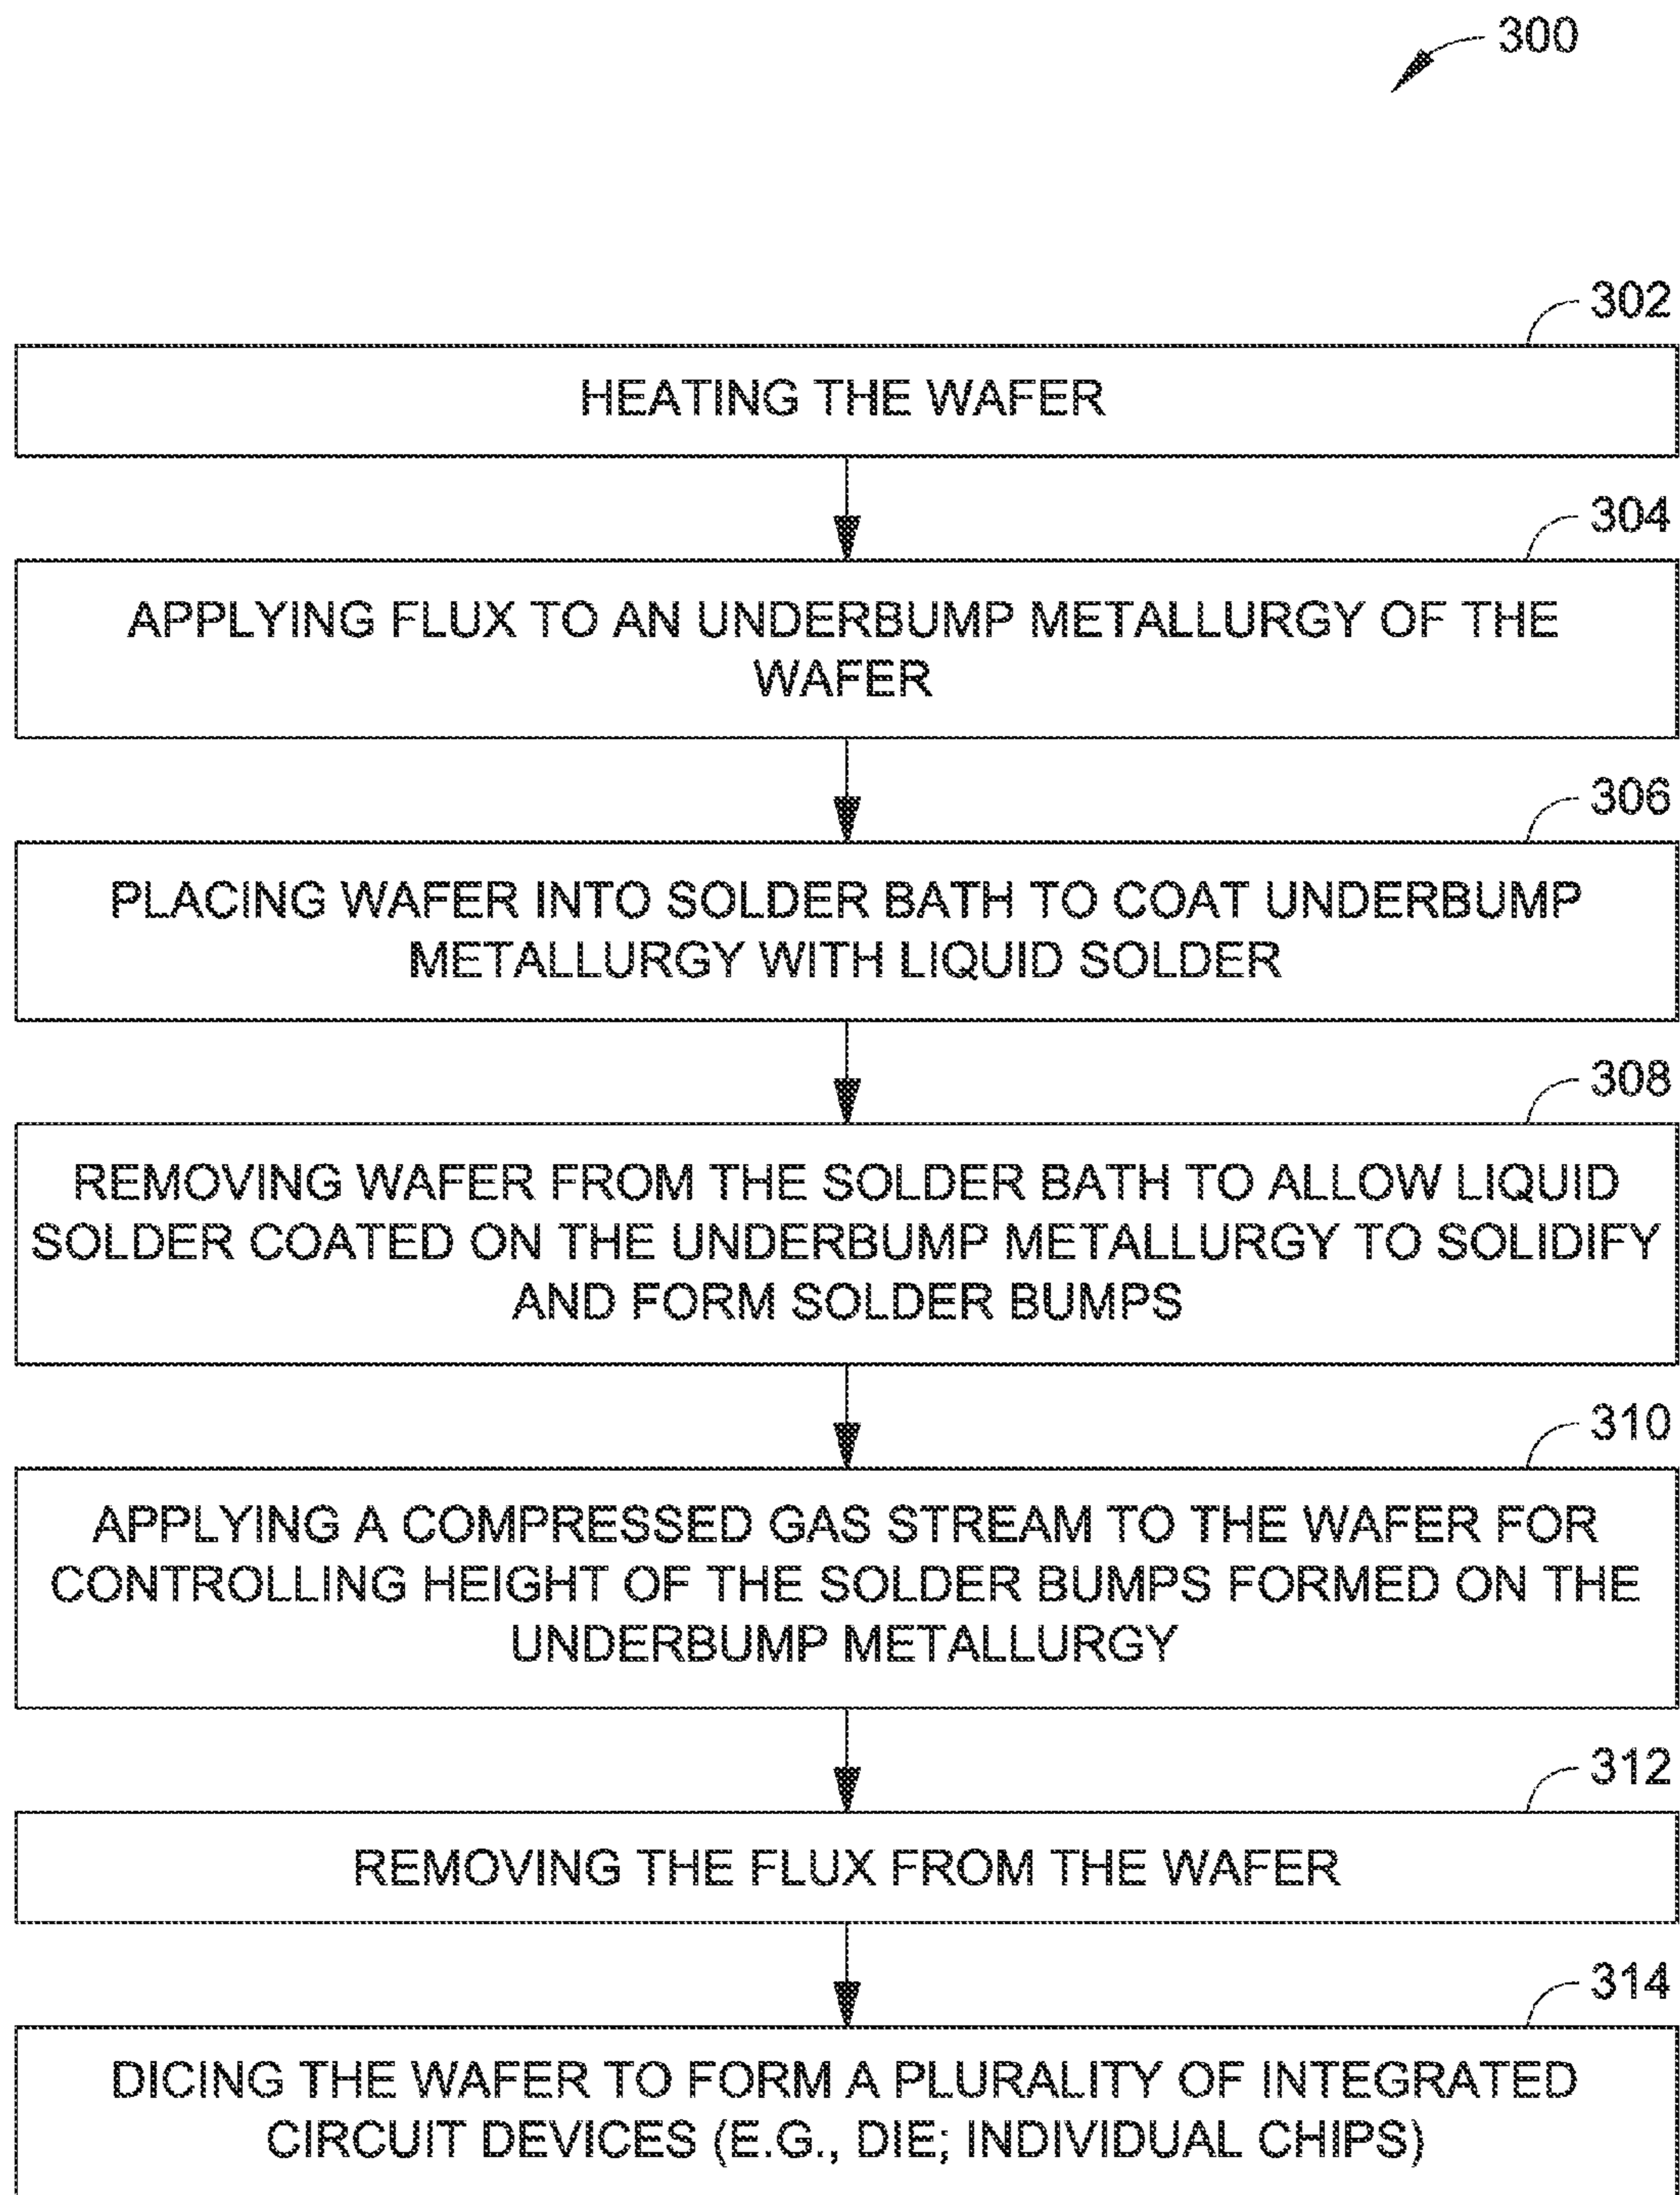 300
302
HEATING THE WAFER
304
APPLYING FLUX TO AN UNDERBUMP METALLURGY OF THE
WAFER
306
PLACING WAFER INTO SOLDER BATH TO COAT UNDERBUMP
METALLURGY WITH LIQUID SOLDER
308
REMOVING WAFER FROM THE SOLDER BATH TO ALLOW LIQUID
SOLDER COATED ON THE UNDERBUMP METALLURGY TO SOLIDIFY
AND FORM SOLDER BUMPS
310
APPLYING A COMPRESSED GAS STREAM TO THE WAFER FOR
CONTROLLING HEIGHT OF THE SOLDER BUMPS FORMED ON THE
UNDERBUMP METALLURGY
312
REMOVING THE FLUX FROM THE WAFER
314
DICING THE WAFER TO FORM A PLURALITY OF INTEGRATED
CIRCUIT DEVICES (E.G., DIE; INDIVIDUAL CHIPS)